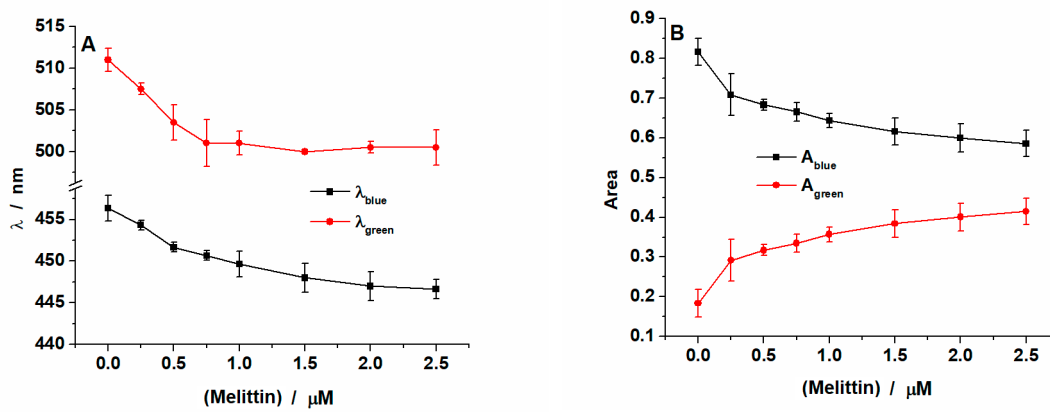 A
510
500
455
450
445
440
λ / nm
λblue
λgreen
0.0 0.5 1.0 1.5 2.0 2.5
(Melittin) / μM
B
0.9
0.8
0.7
0.6
0.5
0.4
0.3
0.2
0.1
Area
Ablue
Agreen
0.0 0.5 1.0 1.5 2.0 2.5
(Melittin) / μM